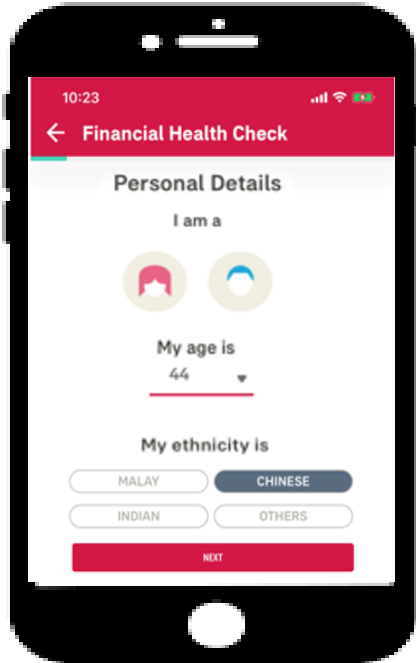 10:23
Financial Health Check
Personal Details
I am a
My age is
44
My ethnicity is
MALAY CHINESE
INDIAN OTHERS
NEXT